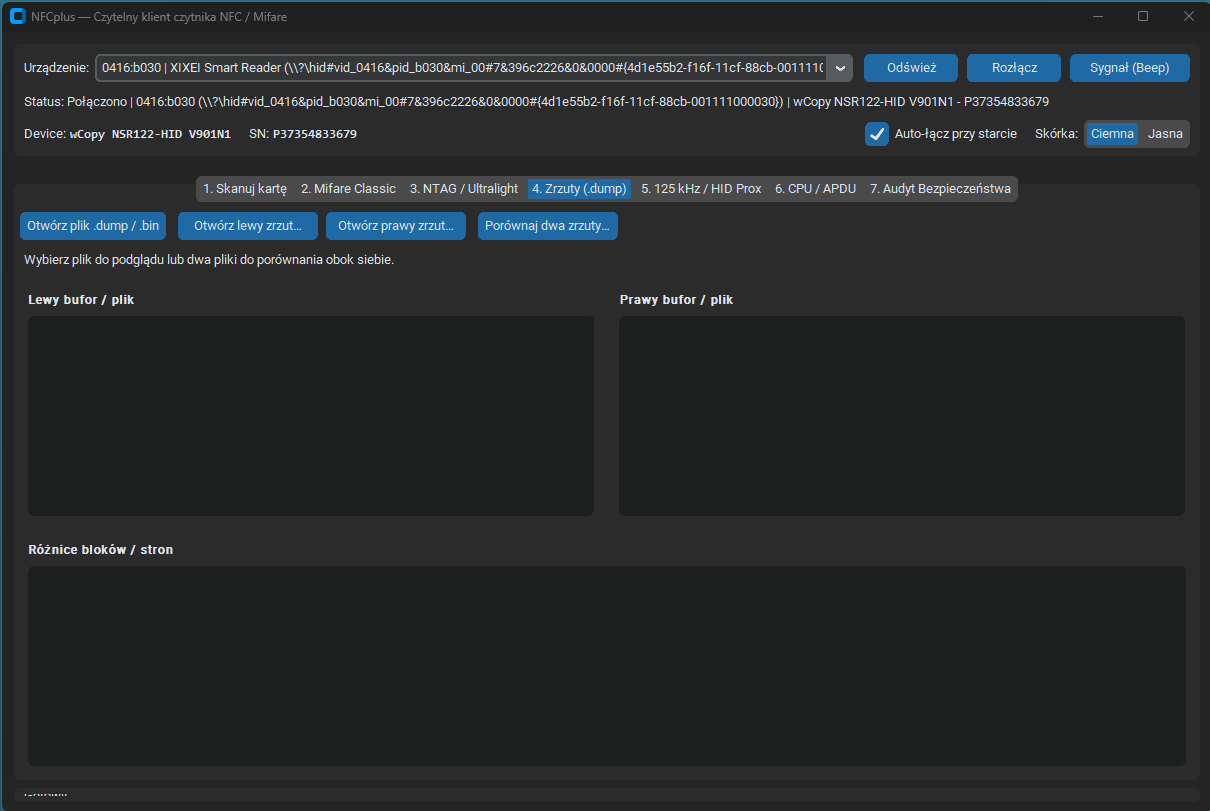 NFCplus — Czytelny klient czytnika NFC / Mifare
Urządzenie: 0416:b030 | XIXEI Smart Reader (\\?\hid#vid_0416&pid_b030&mi_00#7&396c2226&0&0000#{4d1e55b2-f16f-11cf-88cb-0011110 Odśwież Rozłącz Sygnał (Beep)
Status: Połączono | 0416:b030 (\\?\hid#vid_0416&pid_b030&mi_00#7&396c2226&0&0000#{4d1e55b2-f16f-11cf-88cb-001111000030}) | wCopy NSR122-HID V901N1 - P37354833679
Device: wCopy NSR122-HID V901N1 SN: P37354833679 Auto-łącz przy starcie Skórka: Ciemna Jasna
1. Skanuj kartę 2. Mifare Classic 3. NTAG / Ultralight 4. Zrzuty (.dump) 5. 125 kHz / HID Prox 6. CPU / APDU 7. Audyt Bezpieczeństwa
Otwórz plik .dump / .bin Otwórz lewy zrzut... Otwórz prawy zrzut... Porównaj dwa zrzuty...
Wybierz plik do podglądu lub dwa pliki do porównania obok siebie.
Lewy bufor / plik Prawy bufor / plik
Różnice bloków / stron